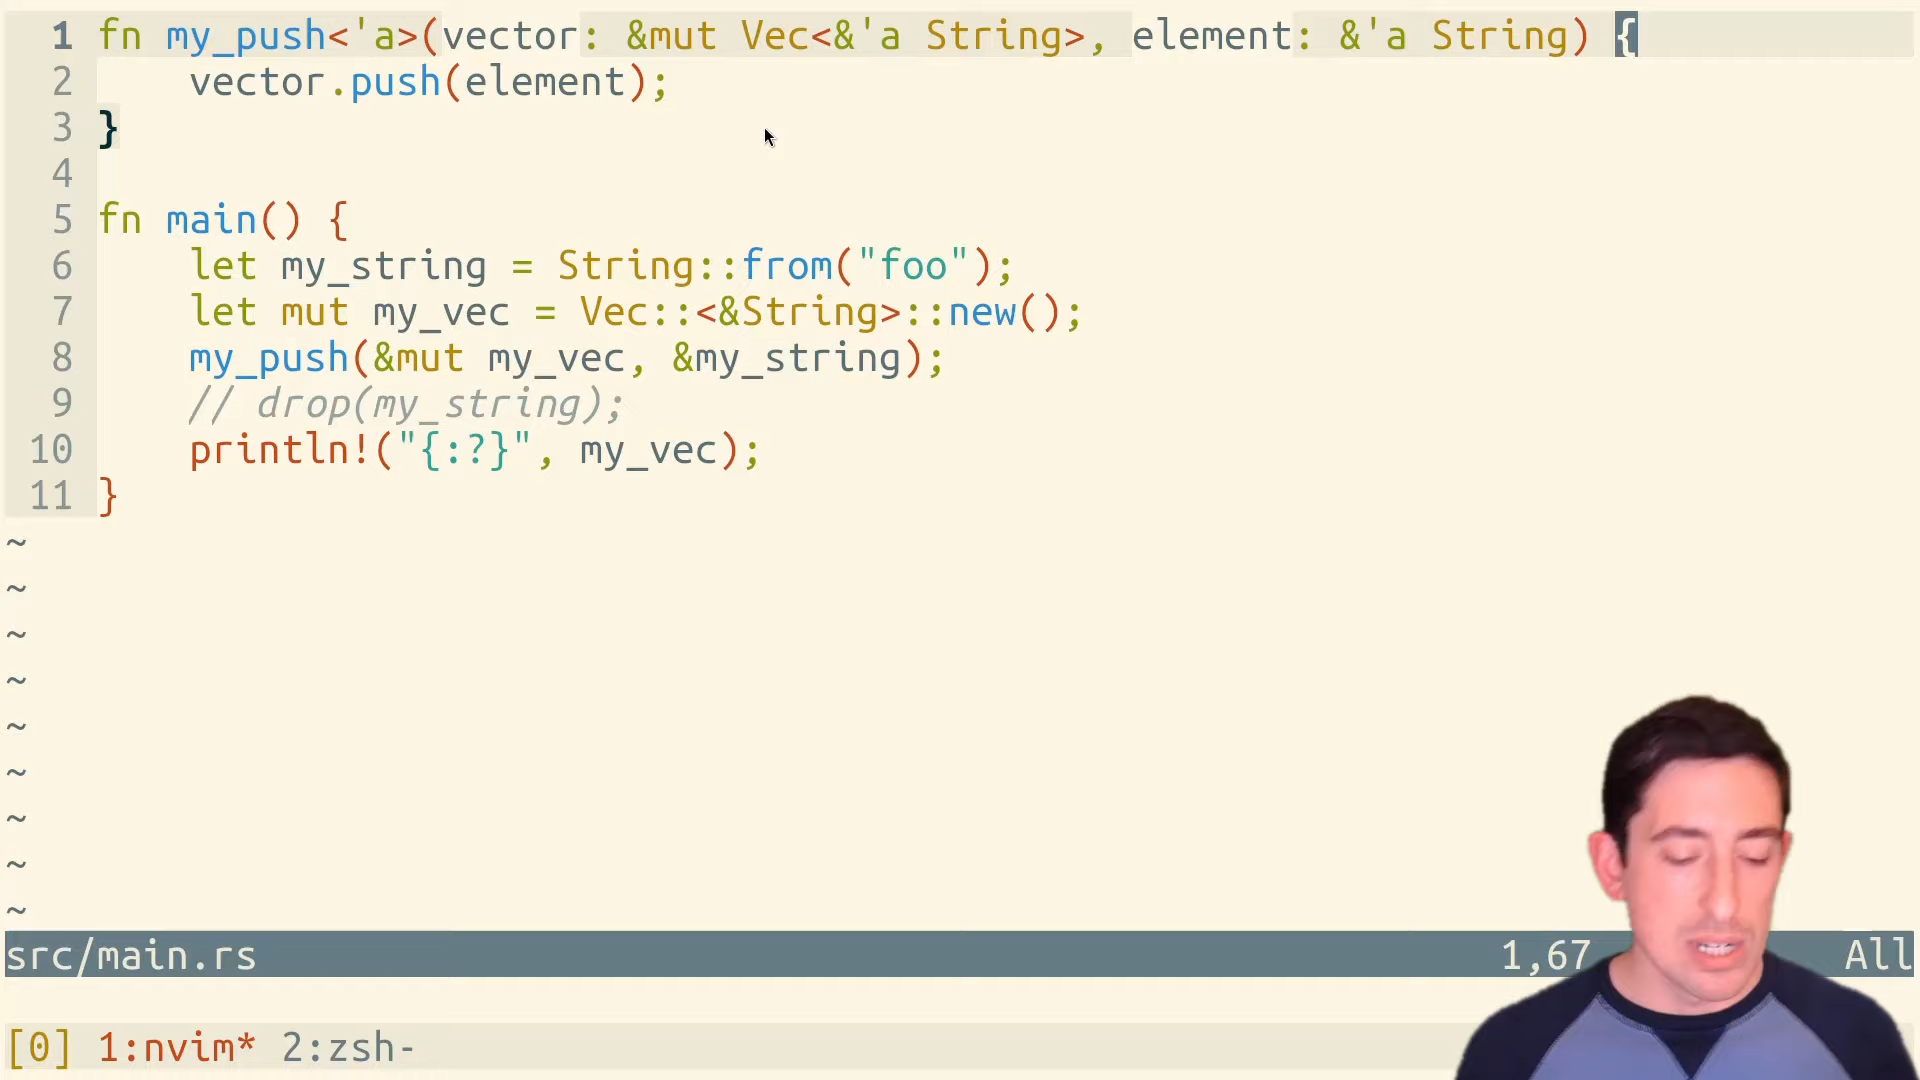 1 fn my_push<'a>(vector: &mut Vec<&'a String>, element: &'a String) {
2     vector.push(element);
3 }
4
5 fn main() {
6     let my_string = String::from("foo");
7     let mut my_vec = Vec::<&String>::new();
8     my_push(&mut my_vec, &my_string);
9     // drop(my_string);
10     println!("{:?}", my_vec);
11 }
~
~
~
~
~
~
~
~
~
src/main.rs 1,67 All
[0] 1:nvim* 2:zsh-